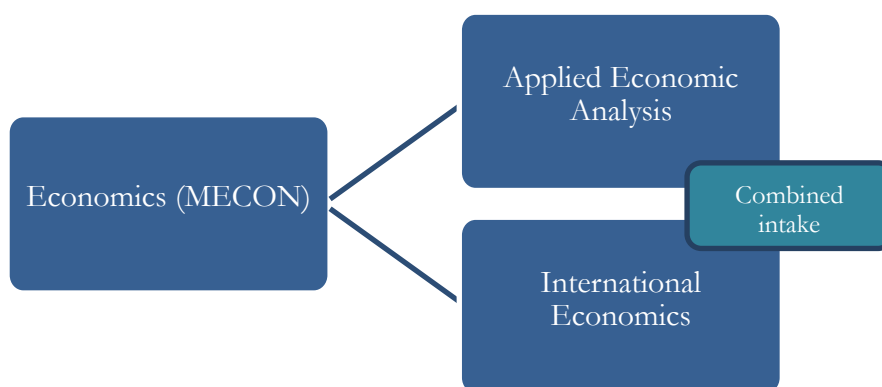 Economics (MECON)
Applied Economic
Analysis
Combined
intake
International
Economics